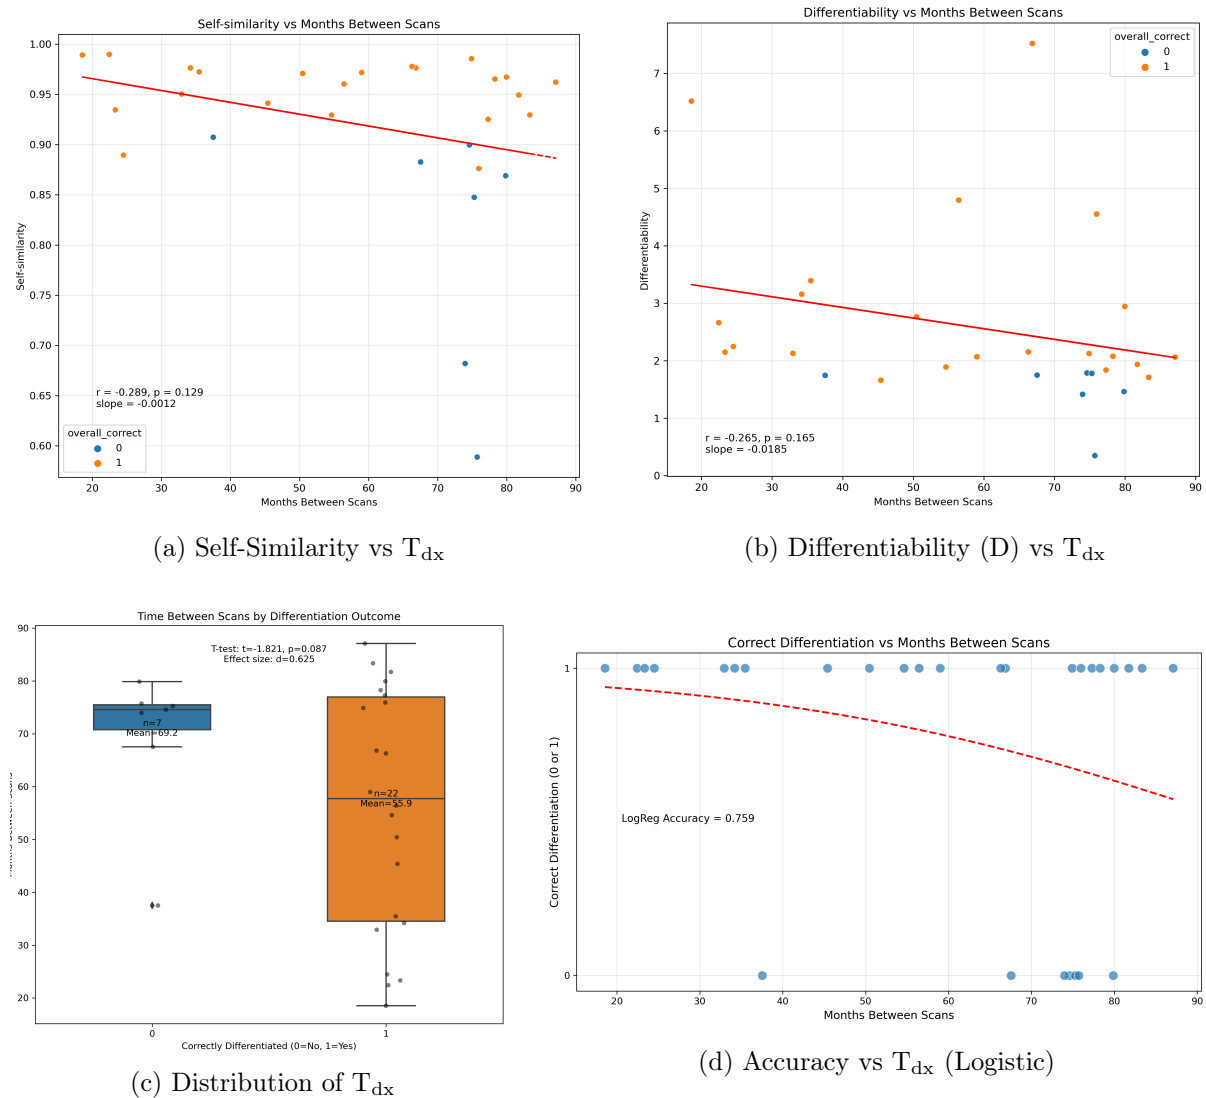 Self-similarity vs Months Between Scans
1.00
0.95
0.90
0.85
0.80
0.75
0.70
0.65
0.60
Self-similarity
r = -0.289, p = 0.129
slope = -0.0012
overall_correct
0
1
20 30 40 50 60 70 80 90
Months Between Scans
(a) Self-Similarity vs Tdx
Differentiability vs Months Between Scans
overall_correct
0
1
7
6
5
4
3
2
1
0
Differentiability
r = -0.265, p = 0.165
slope = -0.0185
20 30 40 50 60 70 80 90
Months Between Scans
(b) Differentiability (D) vs Tdx
Time Between Scans by Differentiation Outcome
90
80
70
60
50
40
30
20
T-test: t=-1.821, p=0.087
Effect size: d=0.625
n=7
Mean=69.2
n=22
Mean=55.9
0 1
Correctly Differentiated (0=No, 1=Yes)
(c) Distribution of Tdx
Correct Differentiation vs Months Between Scans
1
0
Correct Differentiation (0 or 1)
LogReg Accuracy = 0.759
20 30 40 50 60 70 80 90
Months Between Scans
(d) Accuracy vs Tdx (Logistic)